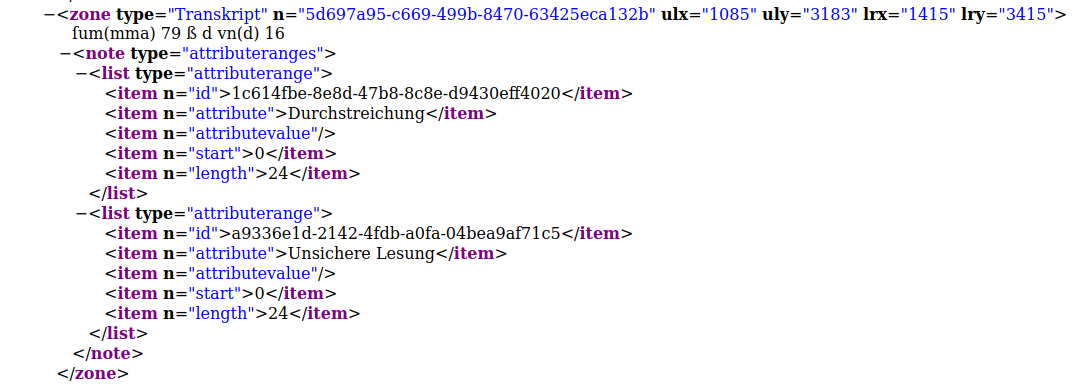 −<zone type="Transkript" n="5d697a95-c669-499b-8470-63425eca132b" ulx="1085" uly="3183" lrx="1415" lry="3415">
fum(mma) 79 ß d vn(d) 16
−<note type="attributeranges">
−<list type="attributerange">
<item n="id">1c614fbe-8e8d-47b8-8c8e-d9430eff4020</item>
<item n="attribute">Durchstreichung</item>
<item n="attributevalue"/>
<item n="start">0</item>
<item n="length">24</item>
</list>
−<list type="attributerange">
<item n="id">a9336e1d-2142-4fdb-a0fa-04bea9af71c5</item>
<item n="attribute">Unsichere Lesung</item>
<item n="attributevalue"/>
<item n="start">0</item>
<item n="length">24</item>
</list>
</note>
</zone>